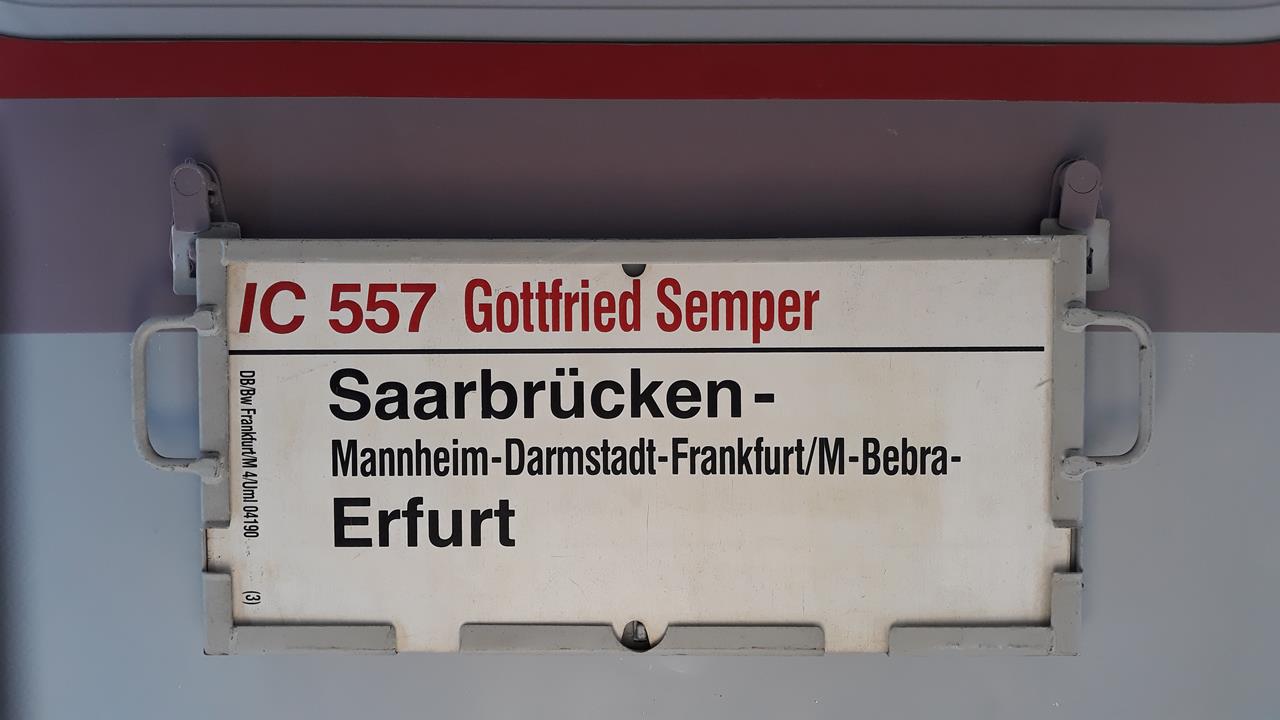 IC 557 Gottfried Semper
Saarbrücken-
Mannheim-Darmstadt-Frankfurt/M-Bebra-
Erfurt
DB/Bw Frankfurt/M 4/Uml 04190 (3)